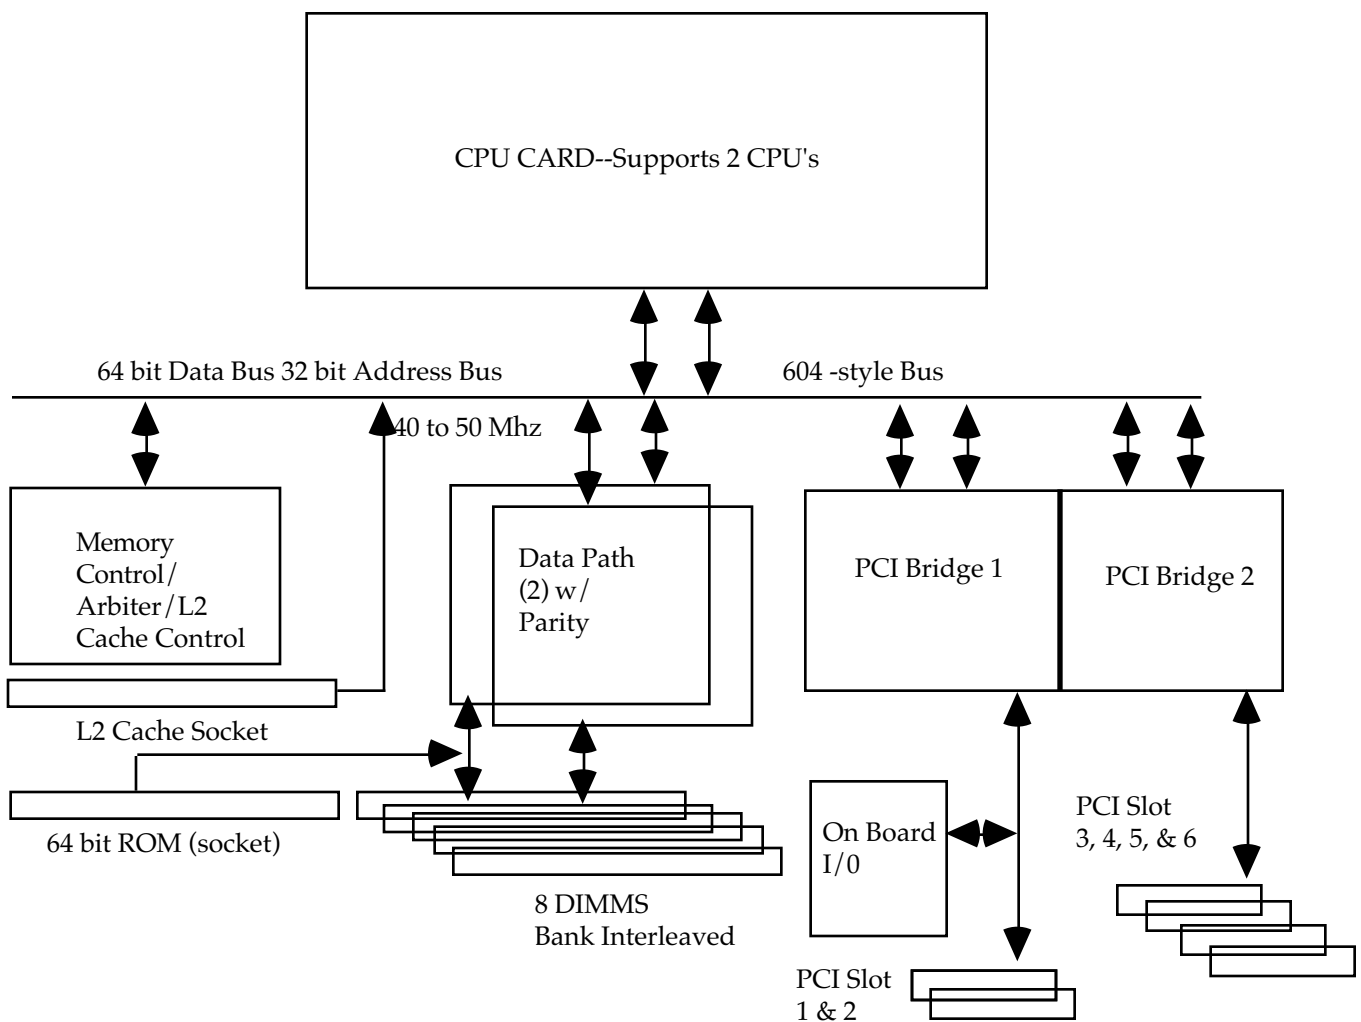 CPU CARD--Supports 2 CPU's
64 bit Data Bus 32 bit Address Bus
604 -style Bus
40 to 50 Mhz
Memory
Control/
Arbiter/L2
Cache Control
Data Path
(2) w/
Parity
PCI Bridge 1
PCI Bridge 2
L2 Cache Socket
64 bit ROM (socket)
8 DIMMS
Bank Interleaved
On Board
I/0
PCI Slot
3, 4, 5, & 6
PCI Slot
1 & 2